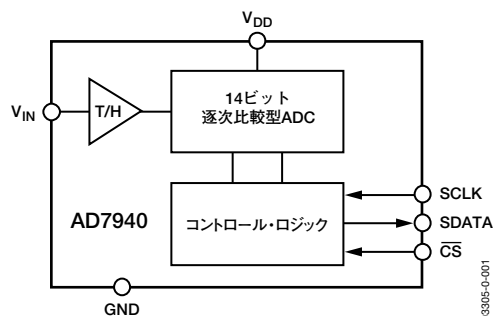 VDD
14ビット
逐次比較型ADC
VIN
T/H
AD7940
コントロール・ロジック
SCLK
SDATA
CS
GND
3305-0-001